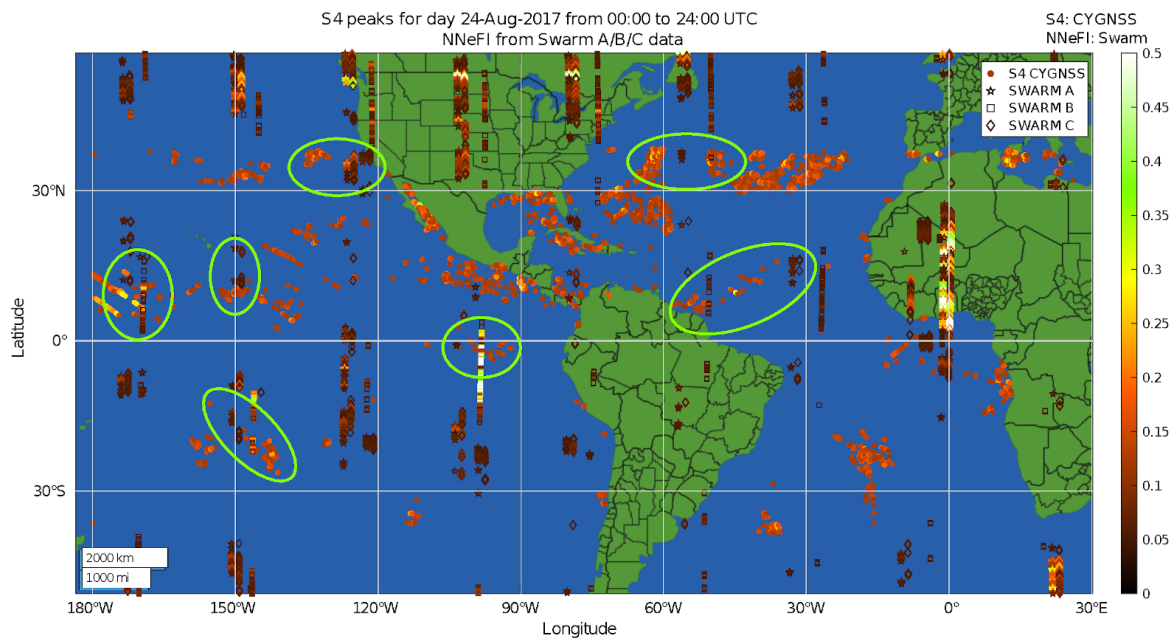 S4 peaks for day 24-Aug-2017 from 00:00 to 24:00 UTC
NNeFI from Swarm A/B/C data
S4: CYGNSS
NNeFI: Swarm
S4 CYGNSS
SWARM A
SWARM B
SWARM C
0.5
0.45
0.4
0.35
0.3
0.25
0.2
0.15
0.1
0.05
0
Latitude
30°N
0°
30°S
2000 km
1000 mi
180°W
150°W
120°W
90°W
60°W
30°W
0°
30°E
Longitude